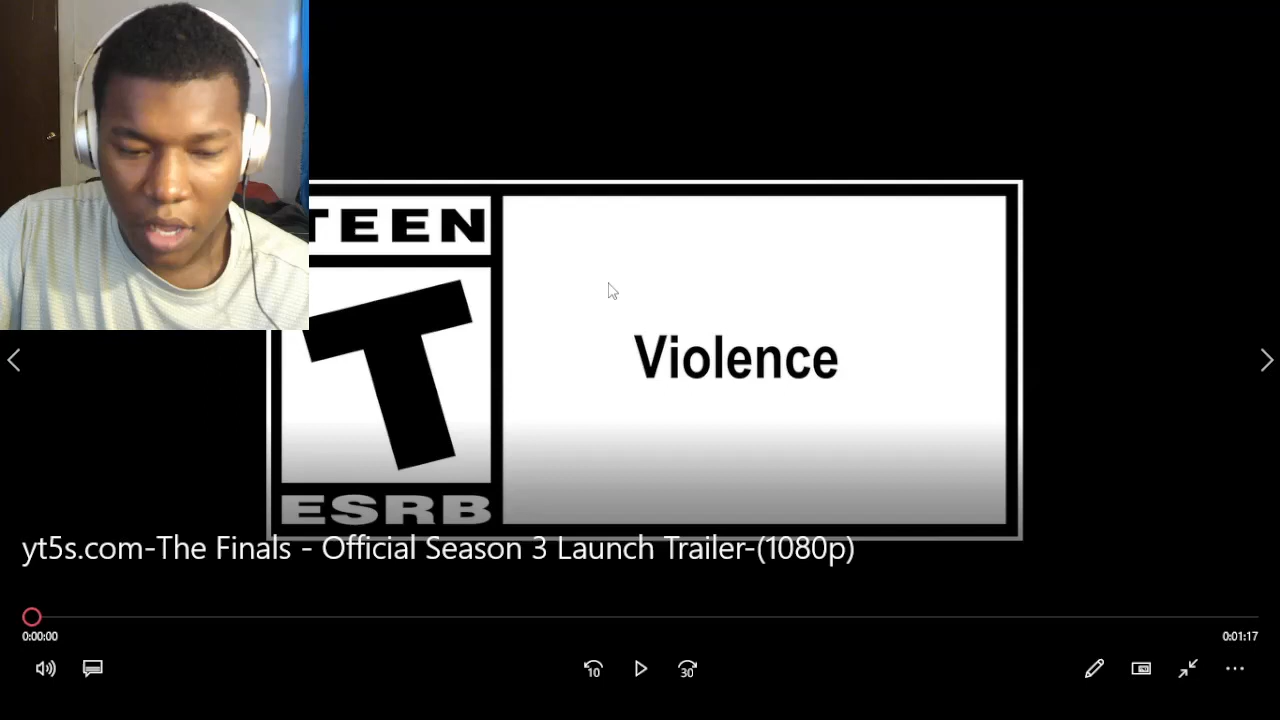 TEEN
T
Violence
ESRB
yt5s.com-The Finals - Official Season 3 Launch Trailer-(1080p)
0:00:00
0:01:17
10
30